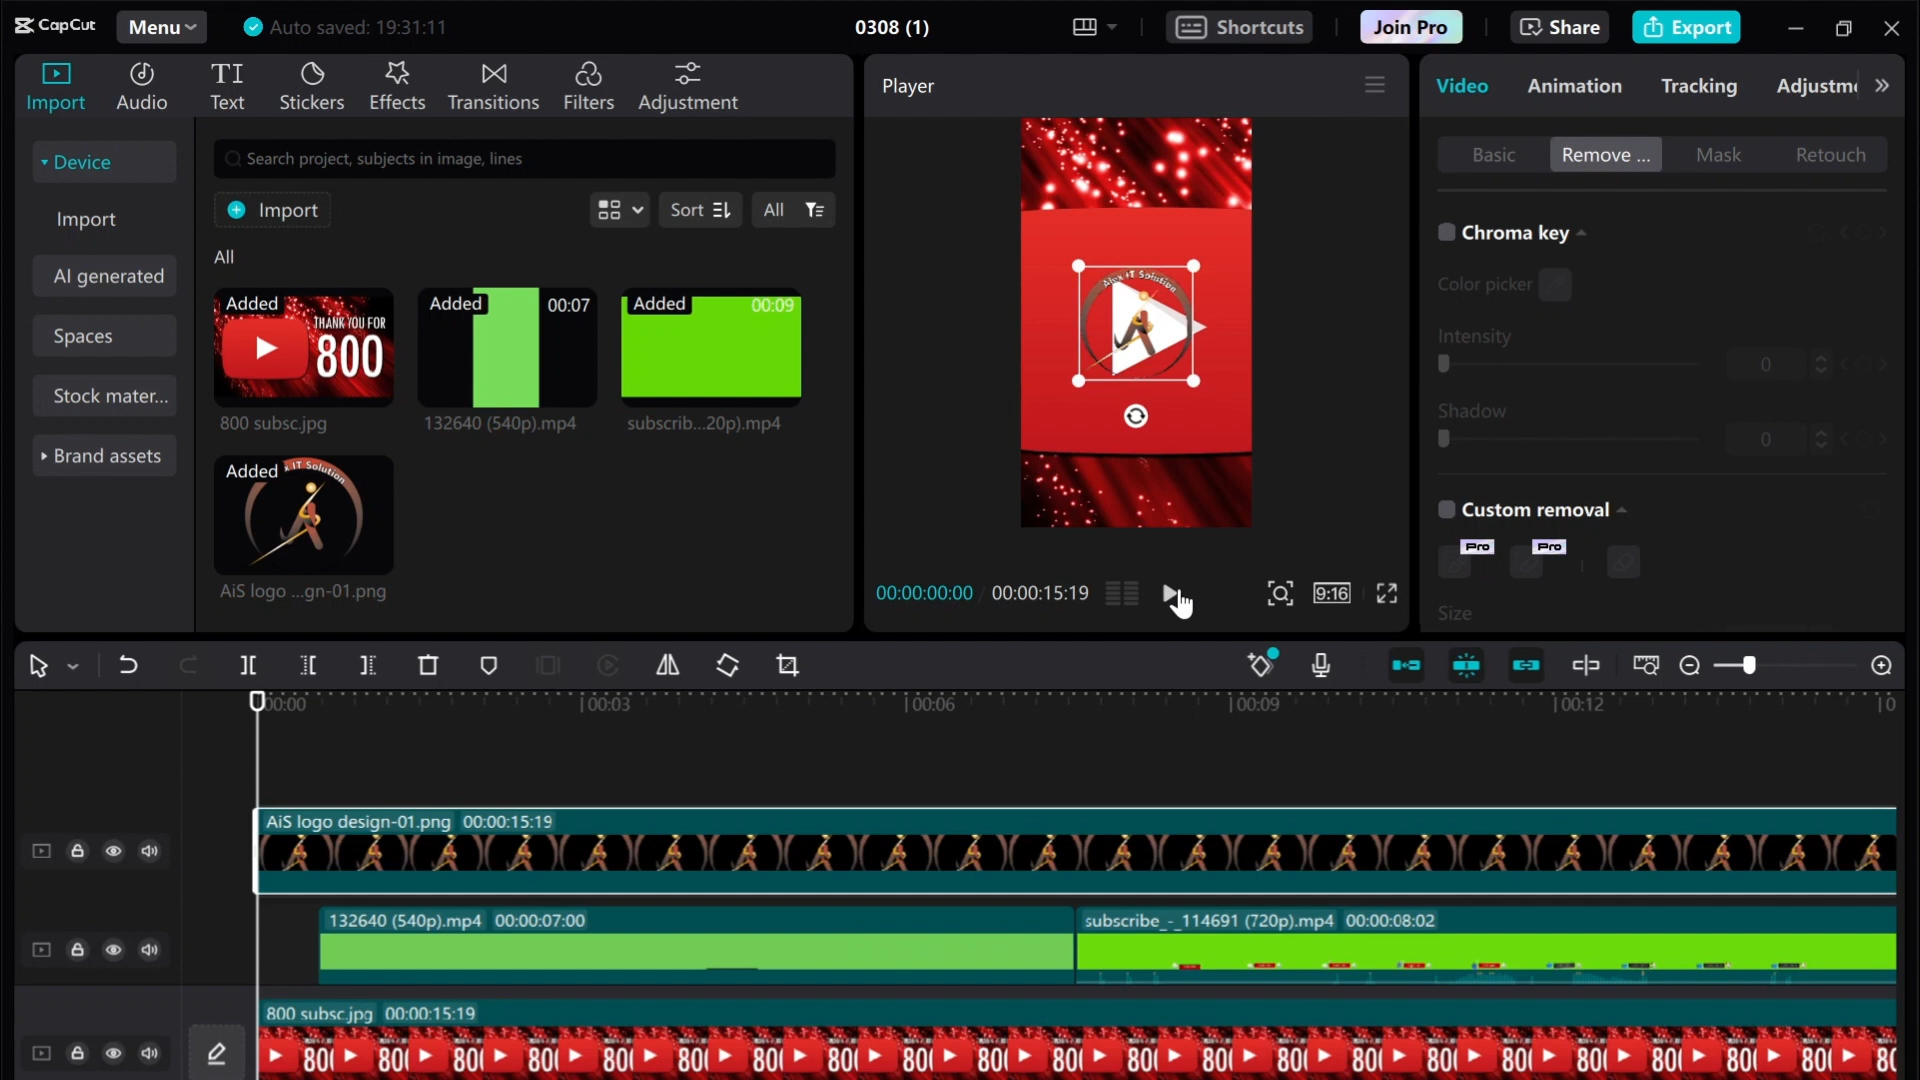 CapCut Menu Auto saved: 19:31:11 0308 (1) Shortcuts Join Pro Share Export
Import Audio Text Stickers Effects Transitions Filters Adjustment
Device
Import
AI generated
Spaces
Stock mater...
Brand assets
Search project, subjects in image, lines
Import Sort All
All
Added
THANK YOU FOR
800
800 subsc.jpg
Added 00:07
132640 (540p).mp4
Added 00:09
subscrib...20p).mp4
Added
x IT Solution
AiS logo ...gn-01.png
Player
Alex IT Solution
00:00:00:00 00:00:15:19 9:16
Video Animation Tracking Adjustme
Basic Remove ... Mask Retouch
Chroma key
Color picker
Intensity
0
Shadow
0
Custom removal
Pro Pro
Size
00:00 00:03 00:06 00:09 00:12 0
AiS logo design-01.png 00:00:15:19
132640 (540p).mp4 00:00:07:00 subscribe_-_114691 (720p).mp4 00:00:08:02
800 subsc.jpg 00:00:15:19